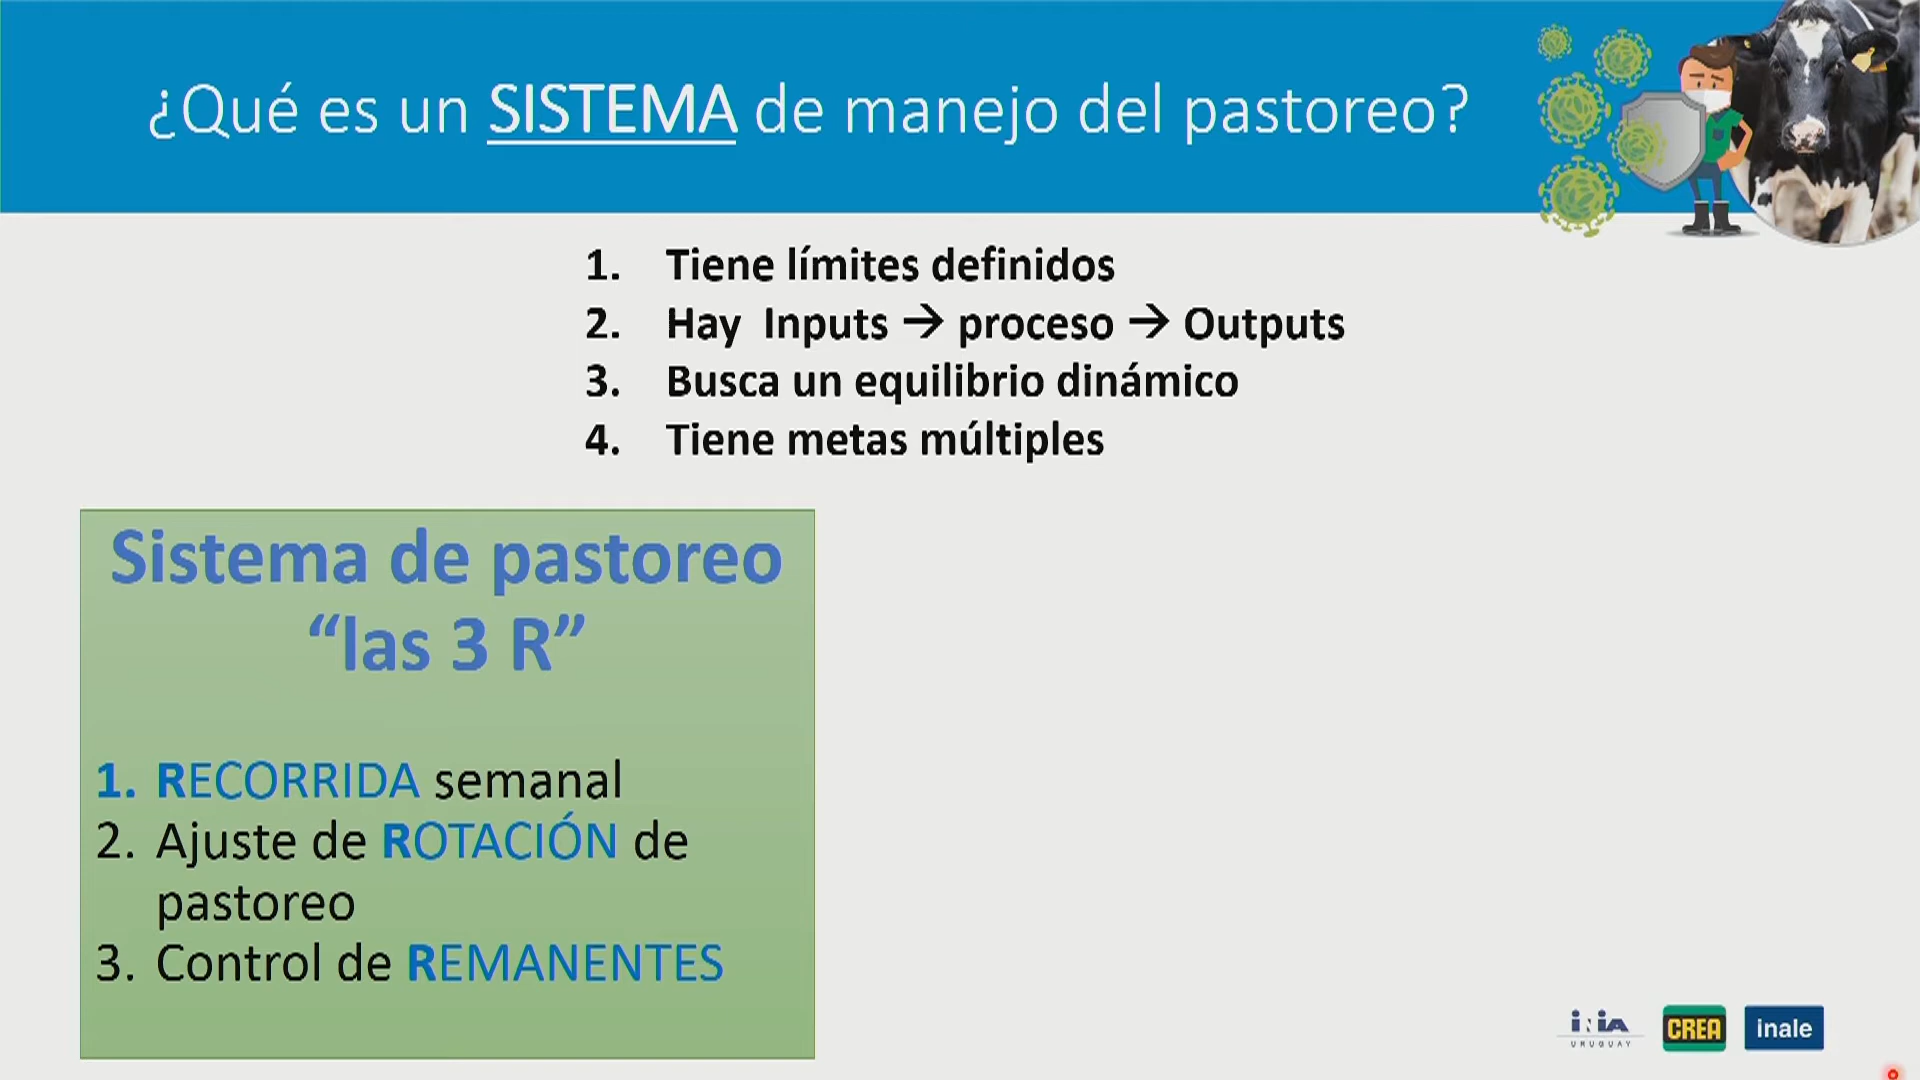 ¿Qué es un SISTEMA de manejo del pastoreo?
1. Tiene límites definidos
2. Hay Inputs → proceso → Outputs
3. Busca un equilibrio dinámico
4. Tiene metas múltiples
Sistema de pastoreo
“las 3 R”
1. RECORRIDA semanal
2. Ajuste de ROTACIÓN de
pastoreo
3. Control de REMANENTES
iNiA
URUGUAY
CREA
inale